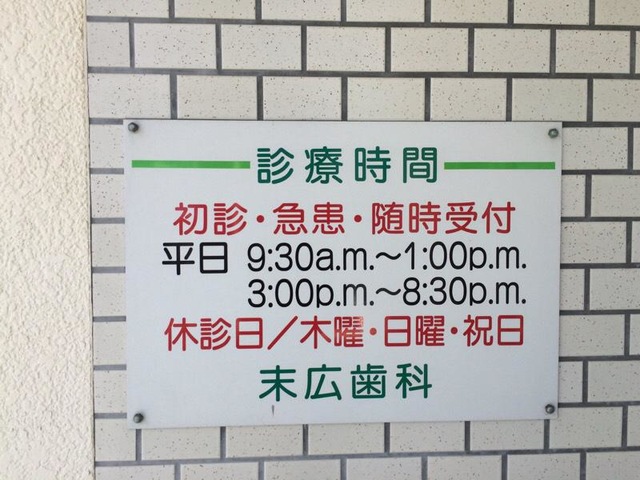 診療時間
初診・急患・随時受付
平日 9:30a.m.～1:00p.m.
3:00p.m.～8:30p.m.
休診日／木曜・日曜・祝日
末広歯科